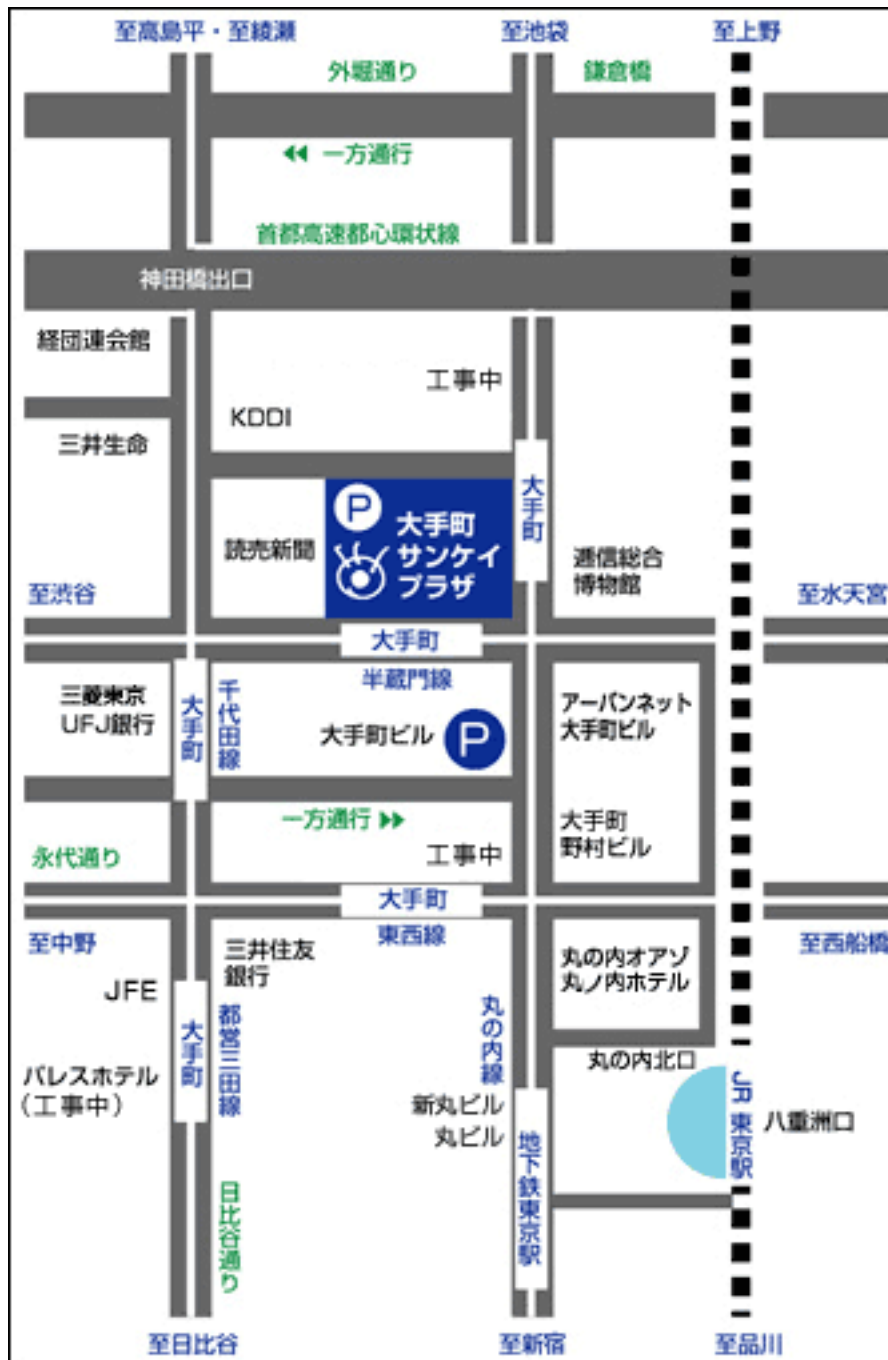 至高島平・至綾瀬
至池袋
至上野
外堀通り
鎌倉橋
一方通行
首都高速都心環状線
神田橋出口
経団連会館
工事中
KDDI
三井生命
大手町
P
大手町
サンケイ
プラザ
読売新聞
逓信総合
博物館
至渋谷
至水天宮
大手町
半蔵門線
三菱東京
UFJ銀行
大手町
千代田線
大手町ビル
P
アーバンネット
大手町ビル
一方通行
工事中
大手町
野村ビル
永代通り
大手町
東西線
至中野
至西船橋
三井住友
銀行
丸の内オアゾ
丸ノ内ホテル
JFE
大手町
都営三田線
丸の内線
丸の内北口
パレスホテル
(工事中)
新丸ビル
丸ビル
地下鉄東京駅
JR 東京駅
八重洲口
日比谷通り
至日比谷
至新宿
至品川